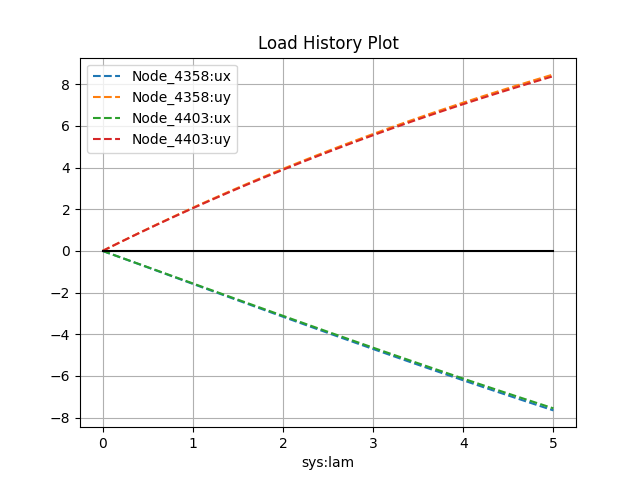 Load History Plot
Node_4358:ux
Node_4358:uy
Node_4403:ux
Node_4403:uy
8
6
4
2
0
−2
−4
−6
−8
0 1 2 3 4 5
sys:lam